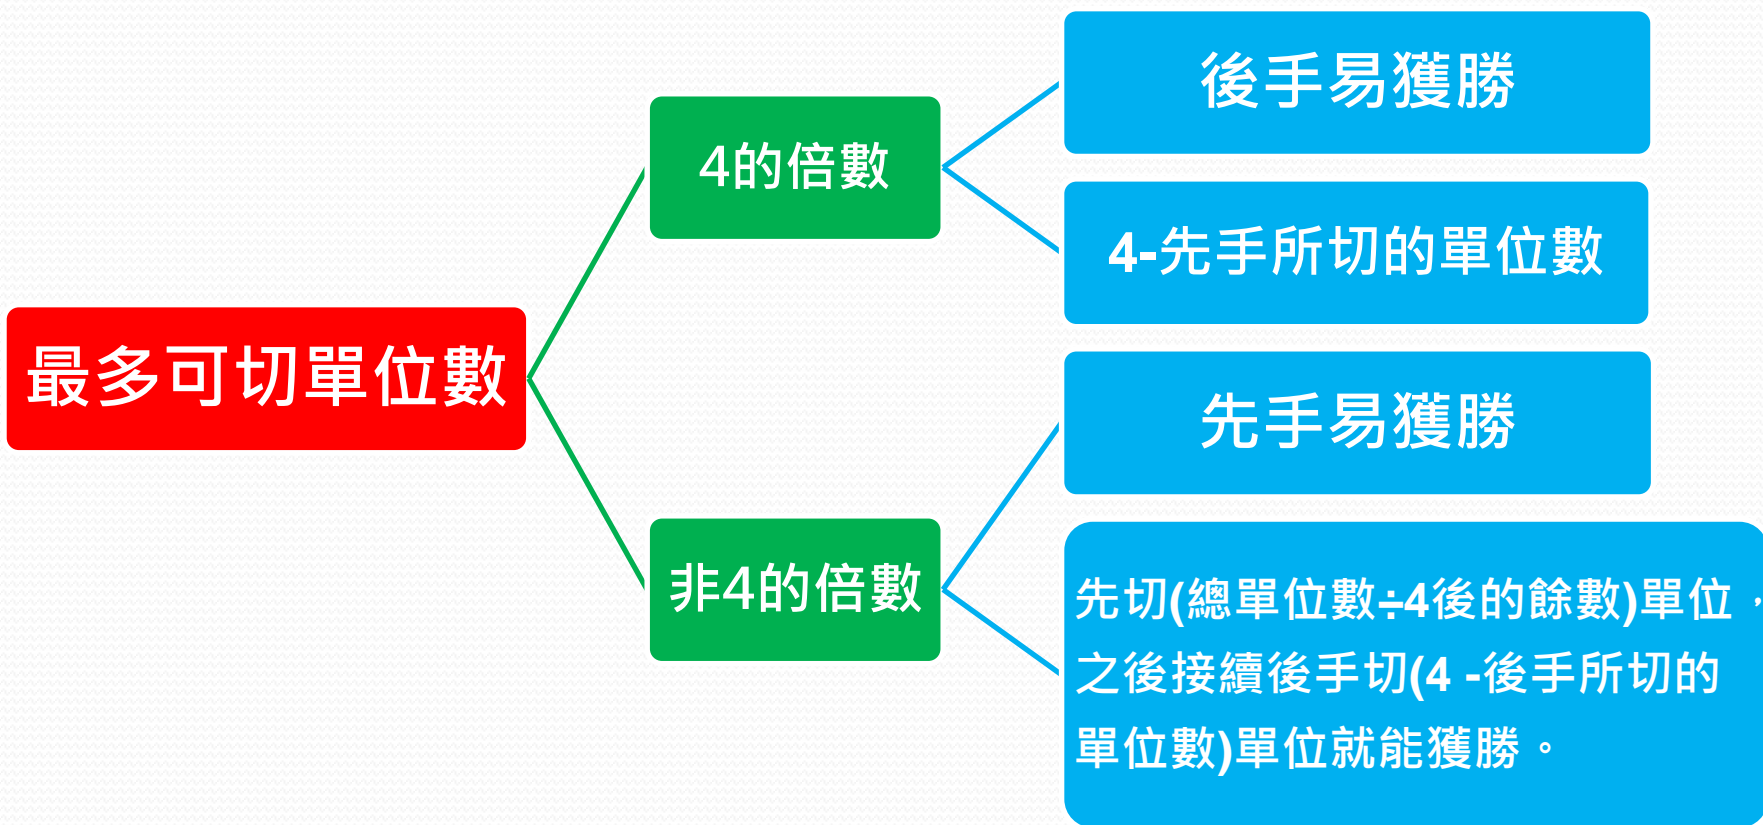 最多可切單位數
4的倍數
後手易獲勝
4-先手所切的單位數
非4的倍數
先手易獲勝
先切(總單位數÷4後的餘數)單位，
之後接續後手切(4 -後手所切的
單位數)單位就能獲勝。